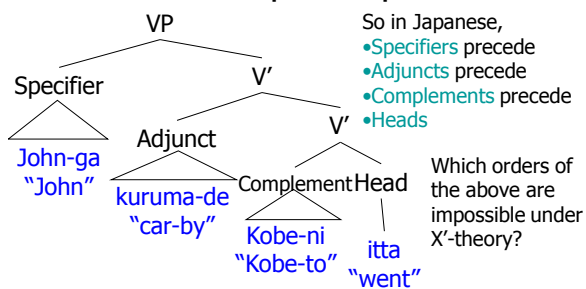 VP
So in Japanese,
•Specifiers precede
•Adjuncts precede
•Complements precede
•Heads
Specifier
V’
Adjunct
V’
John-ga
“John”
kuruma-de
“car-by”
Complement
Head
Kobe-ni
“Kobe-to”
itta
“went”
Which orders of
the above are
impossible under
X’-theory?